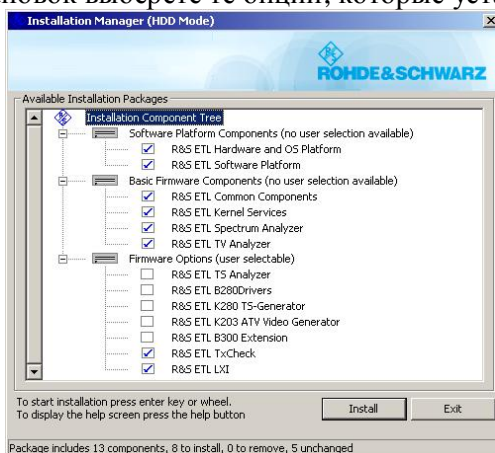 выберете те опции, которые
Installation Manager (HDD Mode)
ROHDE&SCHWARZ
Available Installation Packages
Installation Component Tree
Software Platform Components (no user selection available)
R&S ETL Hardware and OS Platform
R&S ETL Software Platform
Basic Firmware Components (no user selection available)
R&S ETL Common Components
R&S ETL Kernel Services
R&S ETL Spectrum Analyzer
R&S ETL TV Analyzer
Firmware Options (user selectable)
R&S ETL TS Analyzer
R&S ETL B280Drivers
R&S ETL K280 TS-Generator
R&S ETL K203 ATV Video Generator
R&S ETL B300 Extension
R&S ETL TxCheck
R&S ETL LXI
To start installation press enter key or wheel.
To display the help screen press the help button
Install
Exit
Package includes 13 components, 8 to install, 0 to remove, 5 unchanged